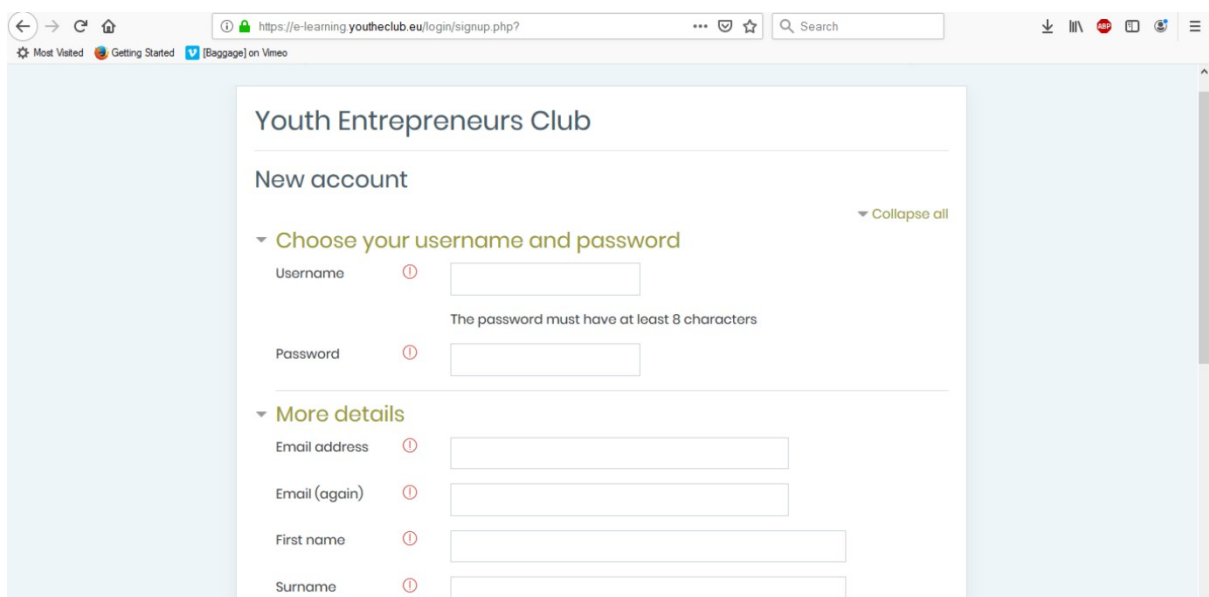 https://e-learning.youtheclub.eu/login/signup.php?
Search
ABP
Most Visited Getting Started [Baggage] on Vimeo
Youth Entrepreneurs Club
New account
Collapse all
Choose your username and password
Username
The password must have at least 8 characters
Password
More details
Email address
Email (again)
First name
Surname